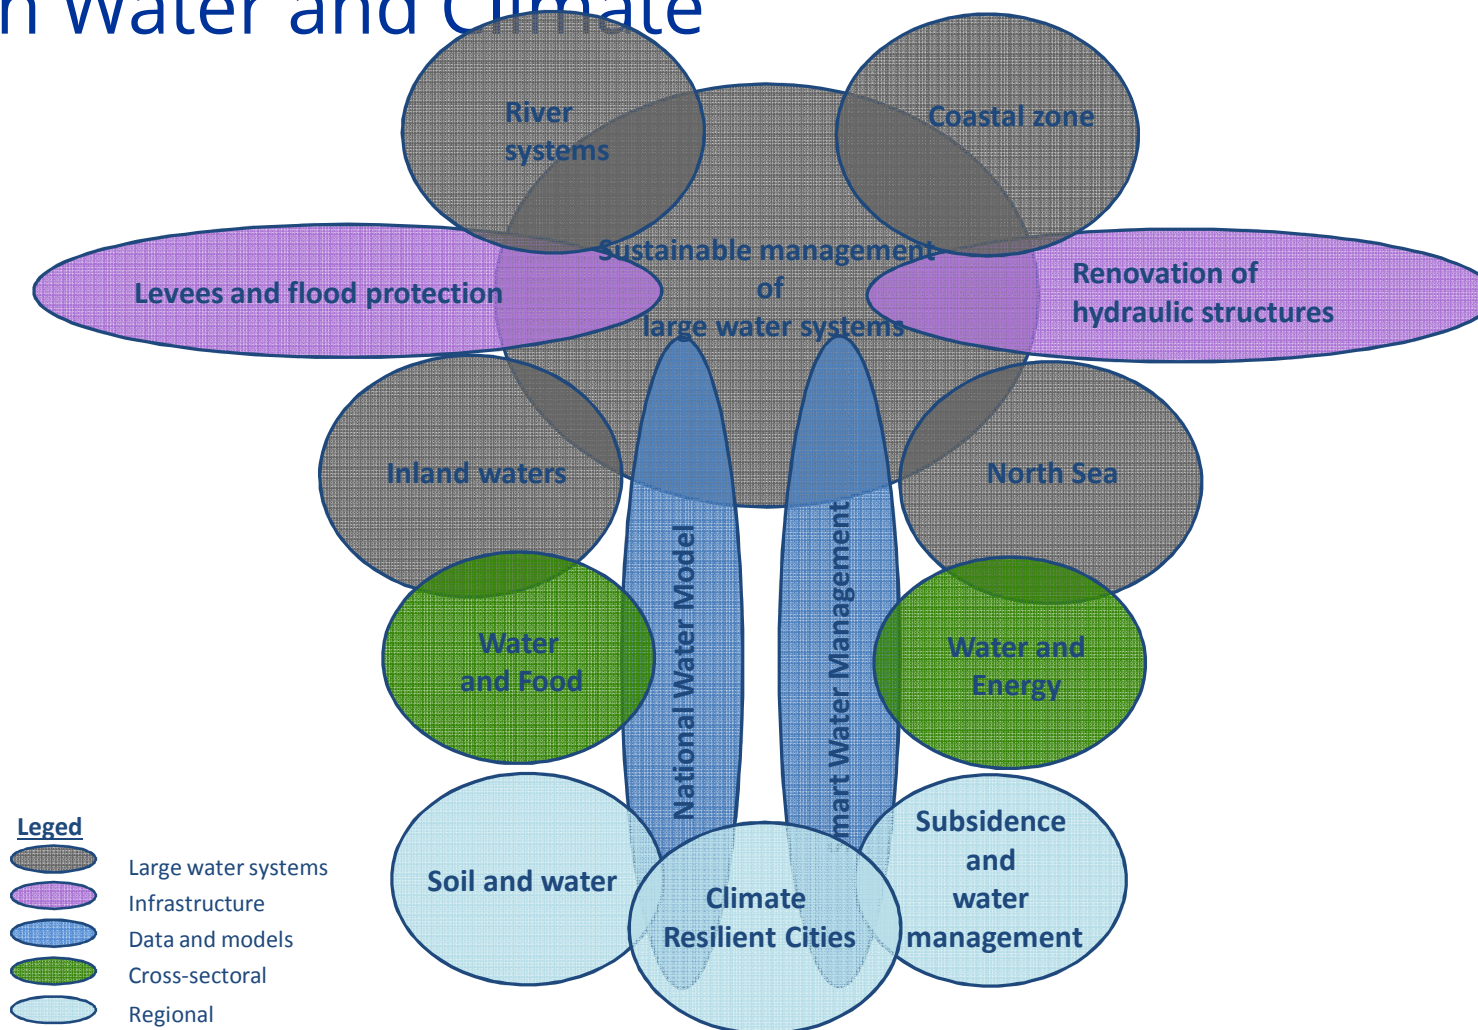 n Water and Climate
River
systems
Coastal zone
Sustainable management
of
large water systems
Levees and flood protection
Renovation of
hydraulic structures
Inland waters
North Sea
National Water Model
mart Water Management
Water
and Food
Water and
Energy
Soil and water
Climate
Resilient Cities
Subsidence
and
water
management
Leged
Large water systems
Infrastructure
Data and models
Cross-sectoral
Regional